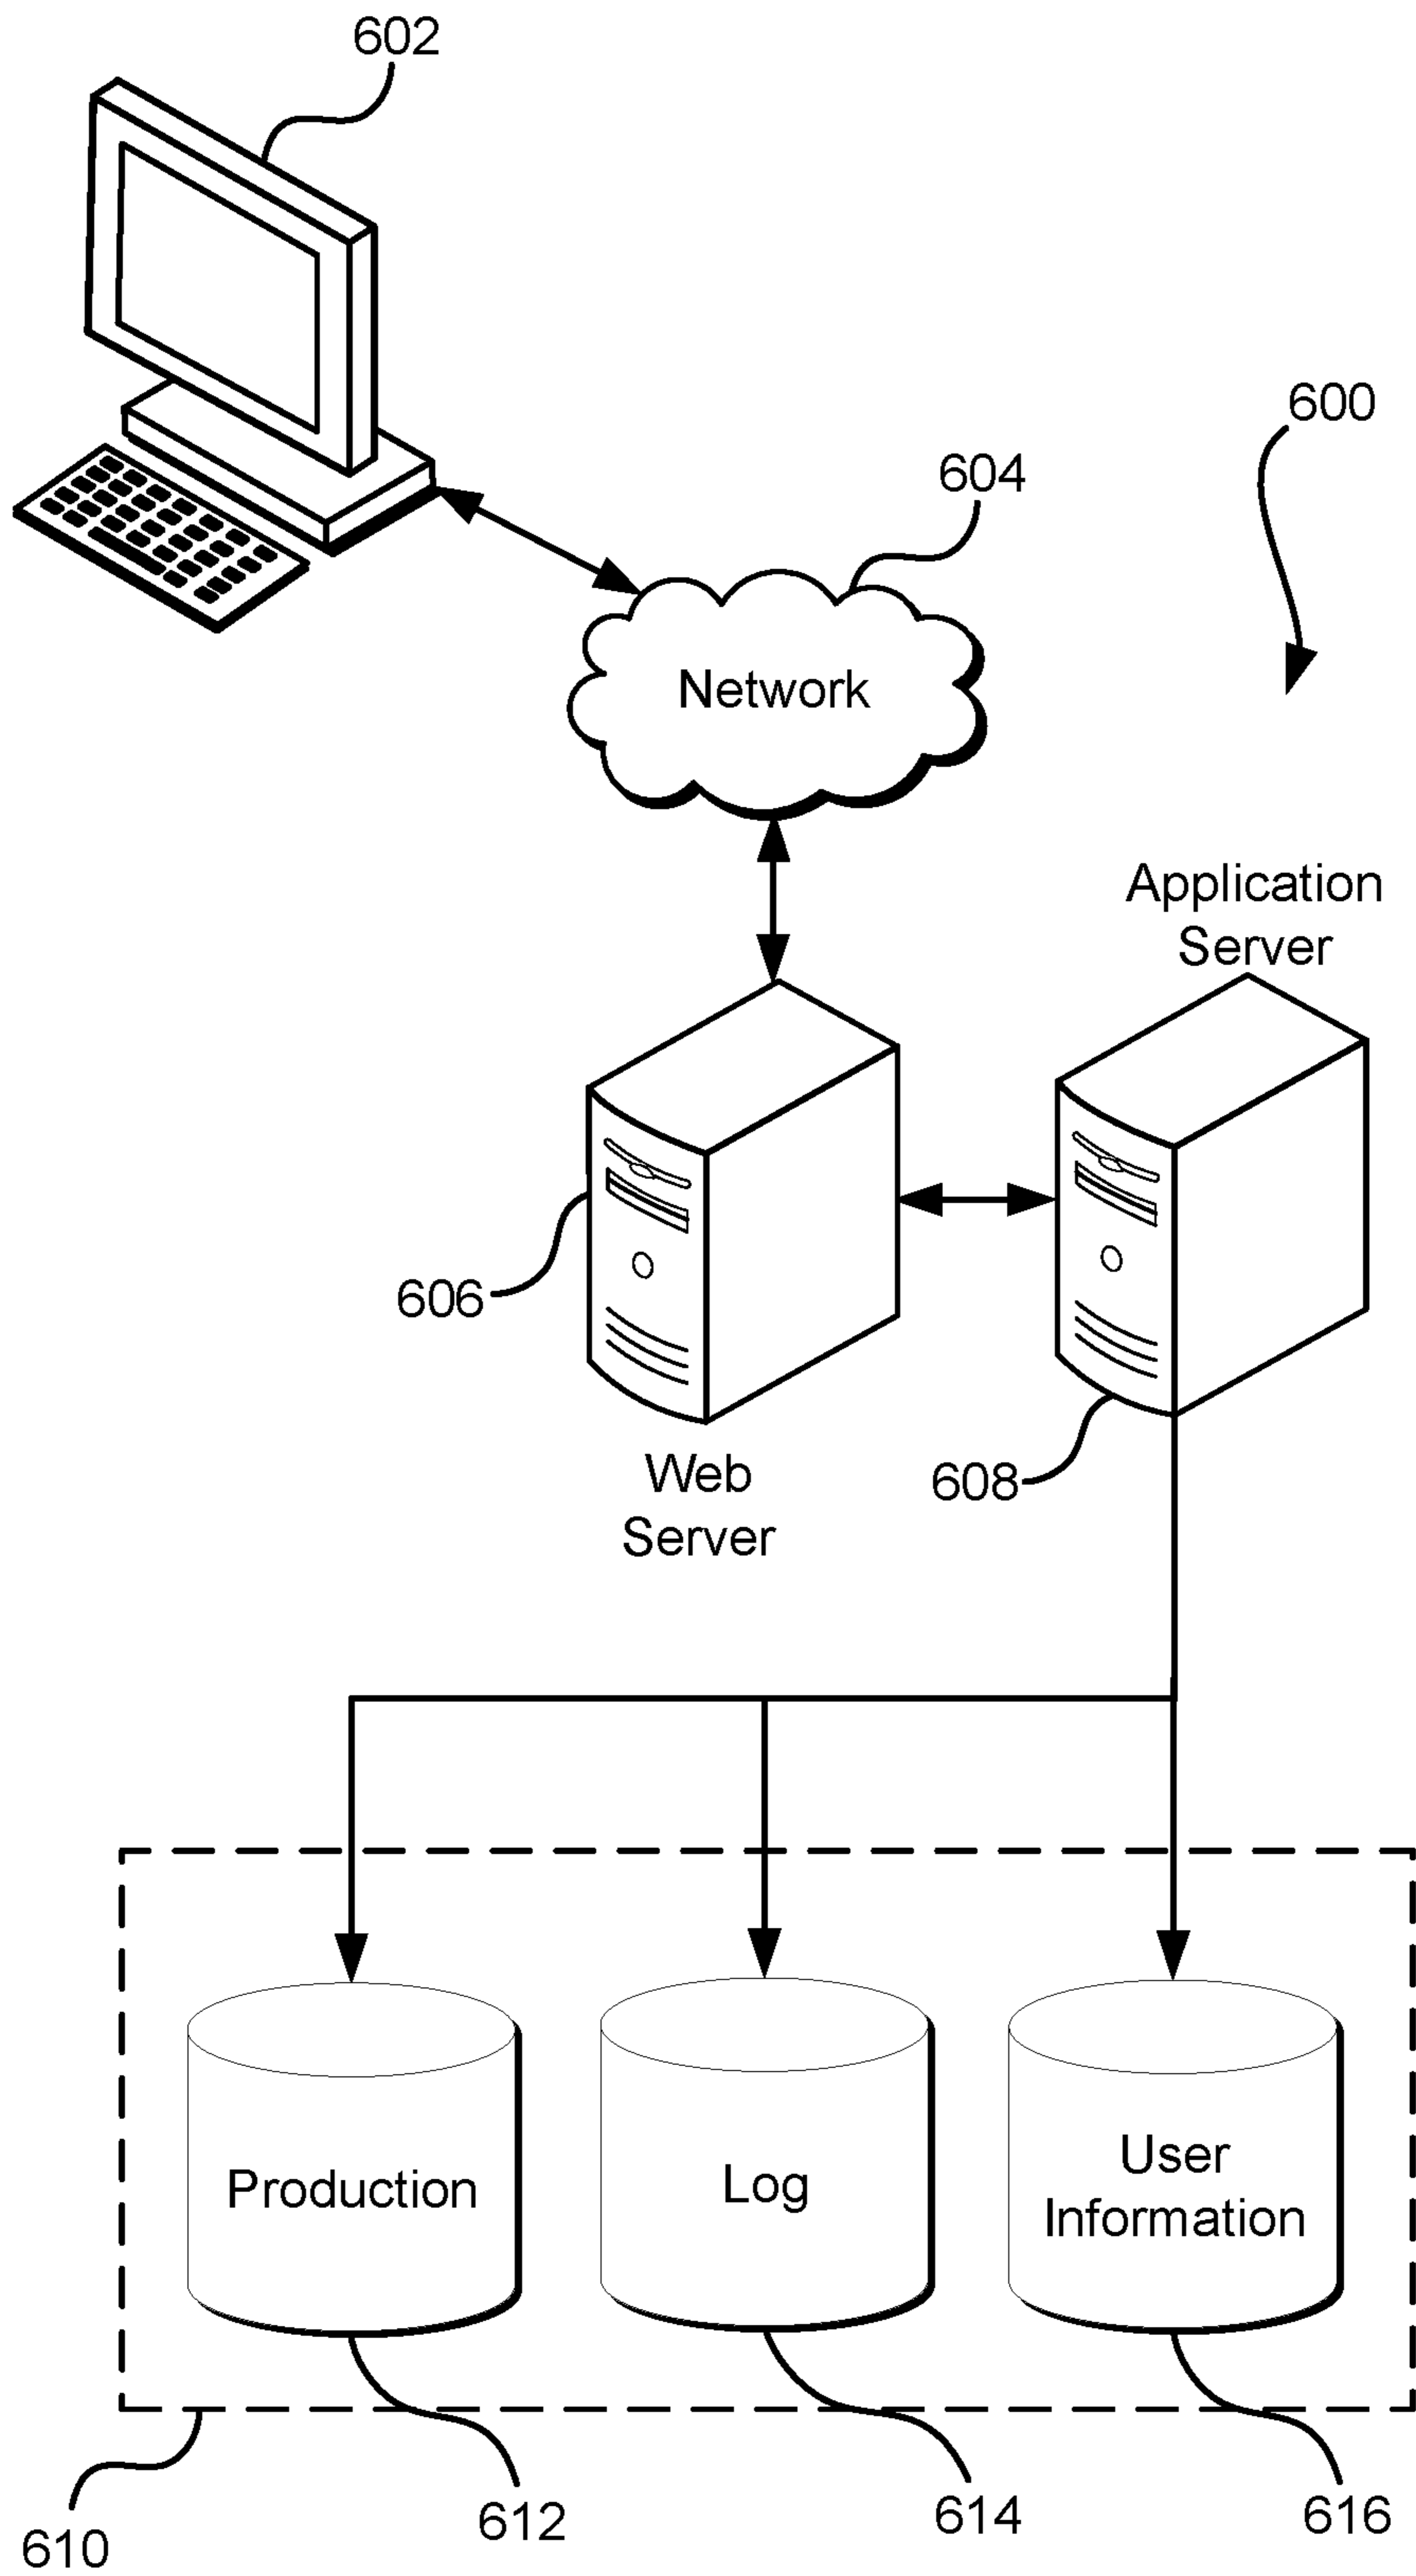 602
600
604
Network
Application
Server
606
Web
Server
608
Production
Log
User
Information
610
612
614
616